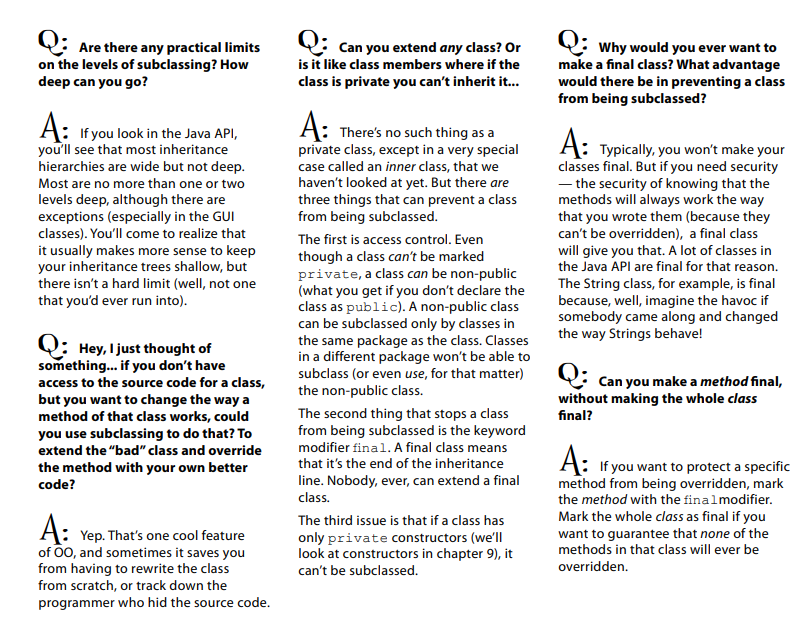 Q: Are there any practical limits
on the levels of subclassing? How
deep can you go?
A: If you look in the Java API,
you'll see that most inheritance
hierarchies are wide but not deep.
Most are no more than one or two
levels deep, although there are
exceptions (especially in the GUI
classes). You'll come to realize that
it usually makes more sense to keep
your inheritance trees shallow, but
there isn't a hard limit (well, not one
that you'd ever run into).
Q: Hey, I just thought of
something... if you don't have
access to the source code for a class,
but you want to change the way a
method of that class works, could
you use subclassing to do that? To
extend the "bad" class and override
the method with your own better
code?
A: Yep. That's one cool feature
of OO, and sometimes it saves you
from having to rewrite the class
from scratch, or track down the
programmer who hid the source code.
Q: Can you extend any class? Or
is it like class members where if the
class is private you can't inherit it...
A: There's no such thing as a
private class, except in a very special
case called an inner class, that we
haven't looked at yet. But there are
three things that can prevent a class
from being subclassed.
The first is access control. Even
though a class can't be marked
private, a class can be non-public
(what you get if you don't declare the
class as public). A non-public class
can be subclassed only by classes in
the same package as the class. Classes
in a different package won't be able to
subclass (or even use, for that matter)
the non-public class.
The second thing that stops a class
from being subclassed is the keyword
modifier final. A final class means
that it's the end of the inheritance
line. Nobody, ever, can extend a final
class.
The third issue is that if a class has
only private constructors (we'll
look at constructors in chapter 9), it
can't be subclassed.
Q: Why would you ever want to
make a final class? What advantage
would there be in preventing a class
from being subclassed?
A: Typically, you won't make your
classes final. But if you need security
— the security of knowing that the
methods will always work the way
that you wrote them (because they
can't be overridden), a final class
will give you that. A lot of classes in
the Java API are final for that reason.
The String class, for example, is final
because, well, imagine the havoc if
somebody came along and changed
the way Strings behave!
Q: Can you make a method final,
without making the whole class
final?
A: If you want to protect a specific
method from being overridden, mark
the method with the final modifier.
Mark the whole class as final if you
want to guarantee that none of the
methods in that class will ever be
overridden.